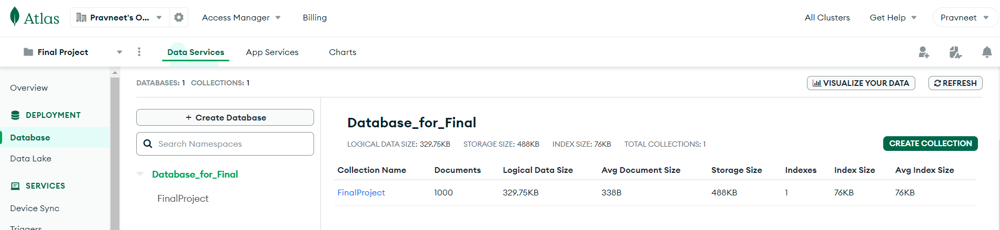 Atlas Pravneet's O... Access Manager Billing All Clusters Get Help Pravneet
Final Project Data Services App Services Charts
Overview
DEPLOYMENT
Database
Data Lake
SERVICES
Device Sync
Triggers
DATABASES: 1 COLLECTIONS: 1 VISUALIZE YOUR DATA REFRESH
+ Create Database
Search Namespaces
Database_for_Final
FinalProject
Database_for_Final
LOGICAL DATA SIZE: 329.75KB STORAGE SIZE: 488KB INDEX SIZE: 76KB TOTAL COLLECTIONS: 1 CREATE COLLECTION
Collection Name Documents Logical Data Size Avg Document Size Storage Size Indexes Index Size Avg Index Size
FinalProject 1000 329.75KB 338B 488KB 1 76KB 76KB